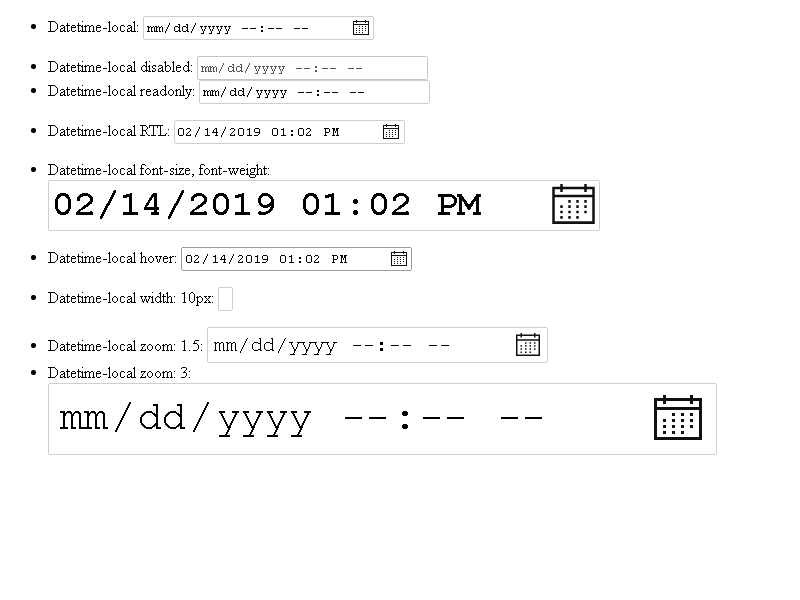 Datetime-local: mm/dd/yyyy --:-- --
Datetime-local disabled: mm/dd/yyyy --:-- --
Datetime-local readonly: mm/dd/yyyy --:-- --
Datetime-local RTL: 02/14/2019 01:02 PM
Datetime-local font-size, font-weight:
02/14/2019 01:02 PM
Datetime-local hover: 02/14/2019 01:02 PM
Datetime-local width: 10px:
Datetime-local zoom: 1.5: mm/dd/yyyy --:-- --
Datetime-local zoom: 3:
mm/dd/yyyy --:-- --